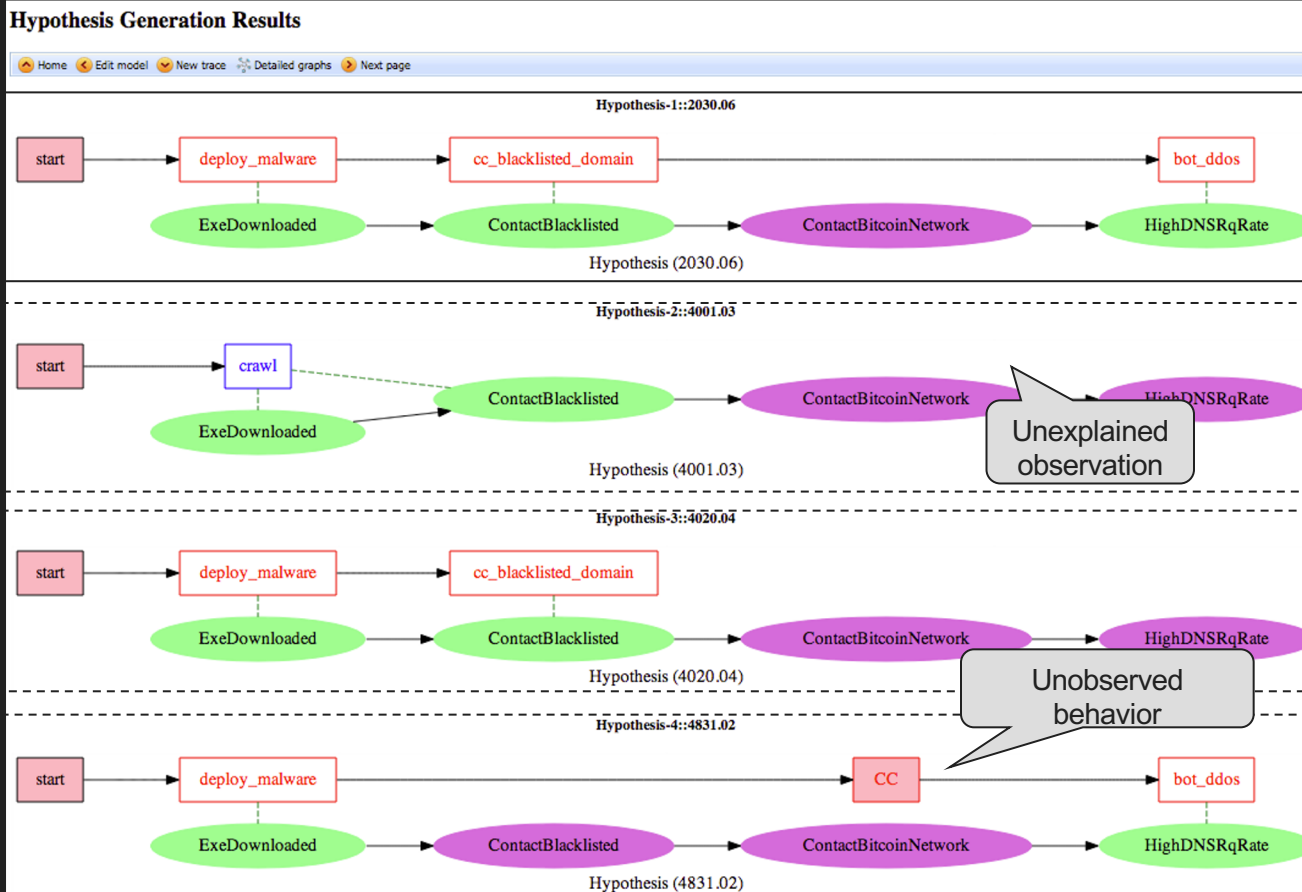 Hypothesis Generation Results
Home Edit model New trace Detailed graphs Next page
Hypothesis-1::2030.06
start deploy_malware cc_blacklisted_domain bot_ddos
ExeDownloaded ContactBlacklisted ContactBitcoinNetwork HighDNSRqRate
Hypothesis (2030.06)
Hypothesis-2::4001.03
start crawl
ContactBlacklisted ContactBitcoinNetwork HighDNSRqRate
ExeDownloaded
Unexplained
observation
Hypothesis (4001.03)
Hypothesis-3::4020.04
start deploy_malware cc_blacklisted_domain
ExeDownloaded ContactBlacklisted ContactBitcoinNetwork HighDNSRqRate
Hypothesis (4020.04)
Unobserved
behavior
Hypothesis-4::4831.02
start deploy_malware CC bot_ddos
ExeDownloaded ContactBlacklisted ContactBitcoinNetwork HighDNSRqRate
Hypothesis (4831.02)